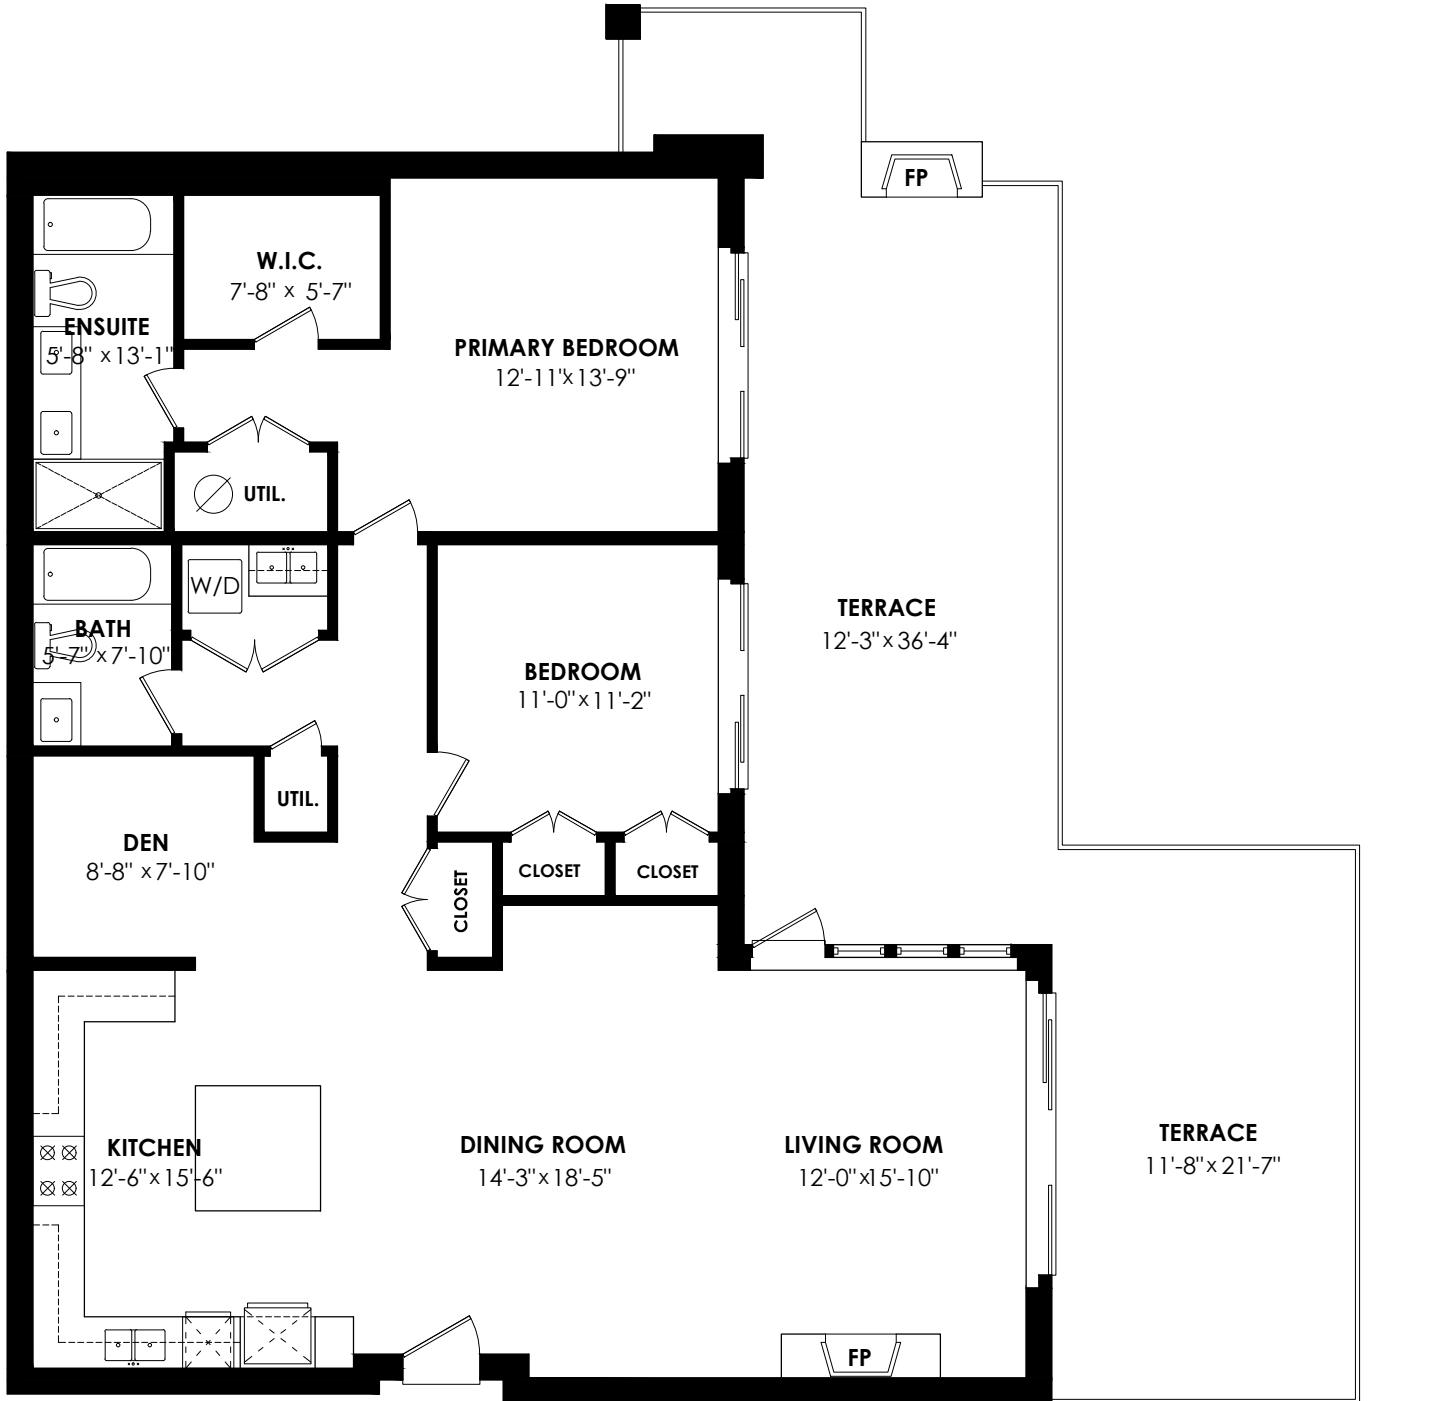 FP
W.I.C.
7'-8" x 5'-7"
ENSUITE
5'-8" x 13'-1"
PRIMARY BEDROOM
12'-11"x 13'-9"
UTIL.
W/D
TERRACE
12'-3" x 36'-4"
BATH
5'-7" x 7'-10"
BEDROOM
11'-0" x 11'-2"
UTIL.
DEN
8'-8" x 7'-10"
CLOSET
CLOSET
CLOSET
KITCHEN
12'-6" x 15'-6"
DINING ROOM
14'-3" x 18'-5"
LIVING ROOM
12'-0" x 15'-10"
TERRACE
11'-8" x 21'-7"
FP